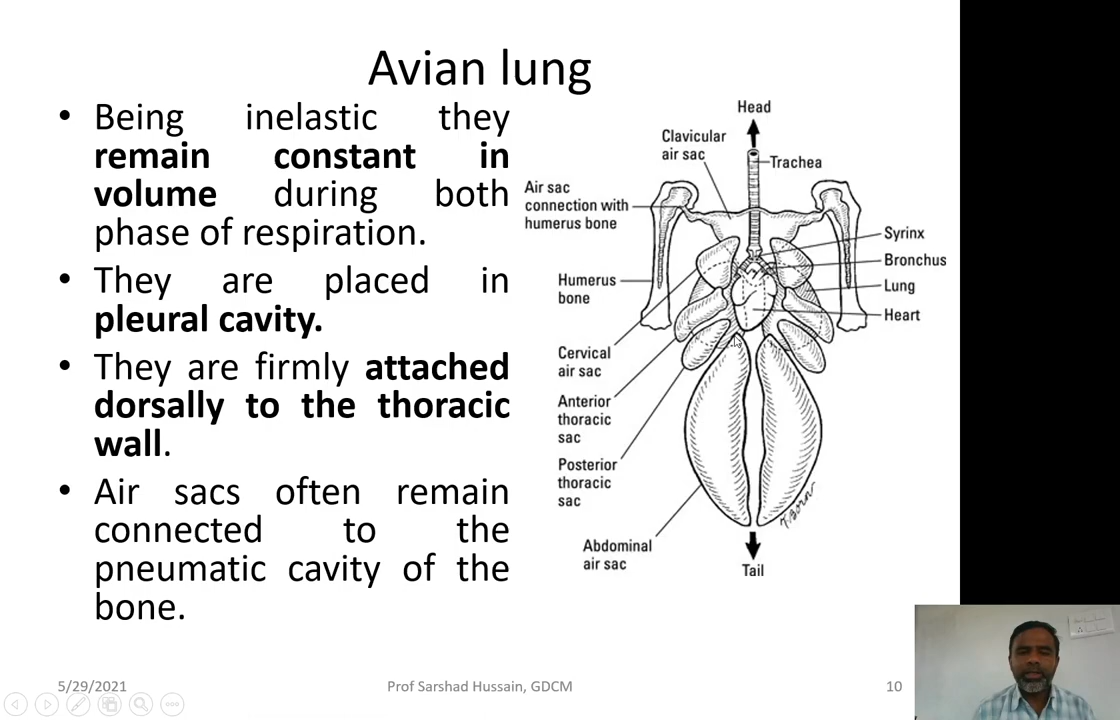 Avian lung
• Being inelastic they
remain constant in
volume during both
phase of respiration.
• They are placed in
pleural cavity.
• They are firmly attached
dorsally to the thoracic
wall.
• Air sacs often remain
connected to the
pneumatic cavity of the
bone.
Head
Clavicular
air sac
Trachea
Air sac
connection with
humerus bone
Syrinx
Bronchus
Humerus
bone
Lung
Heart
Cervical
air sac
Anterior
thoracic
sac
Posterior
thoracic
sac
T. Born
Abdominal
air sac
Tail
5/29/2021
Prof Sarshad Hussain, GDCM
10